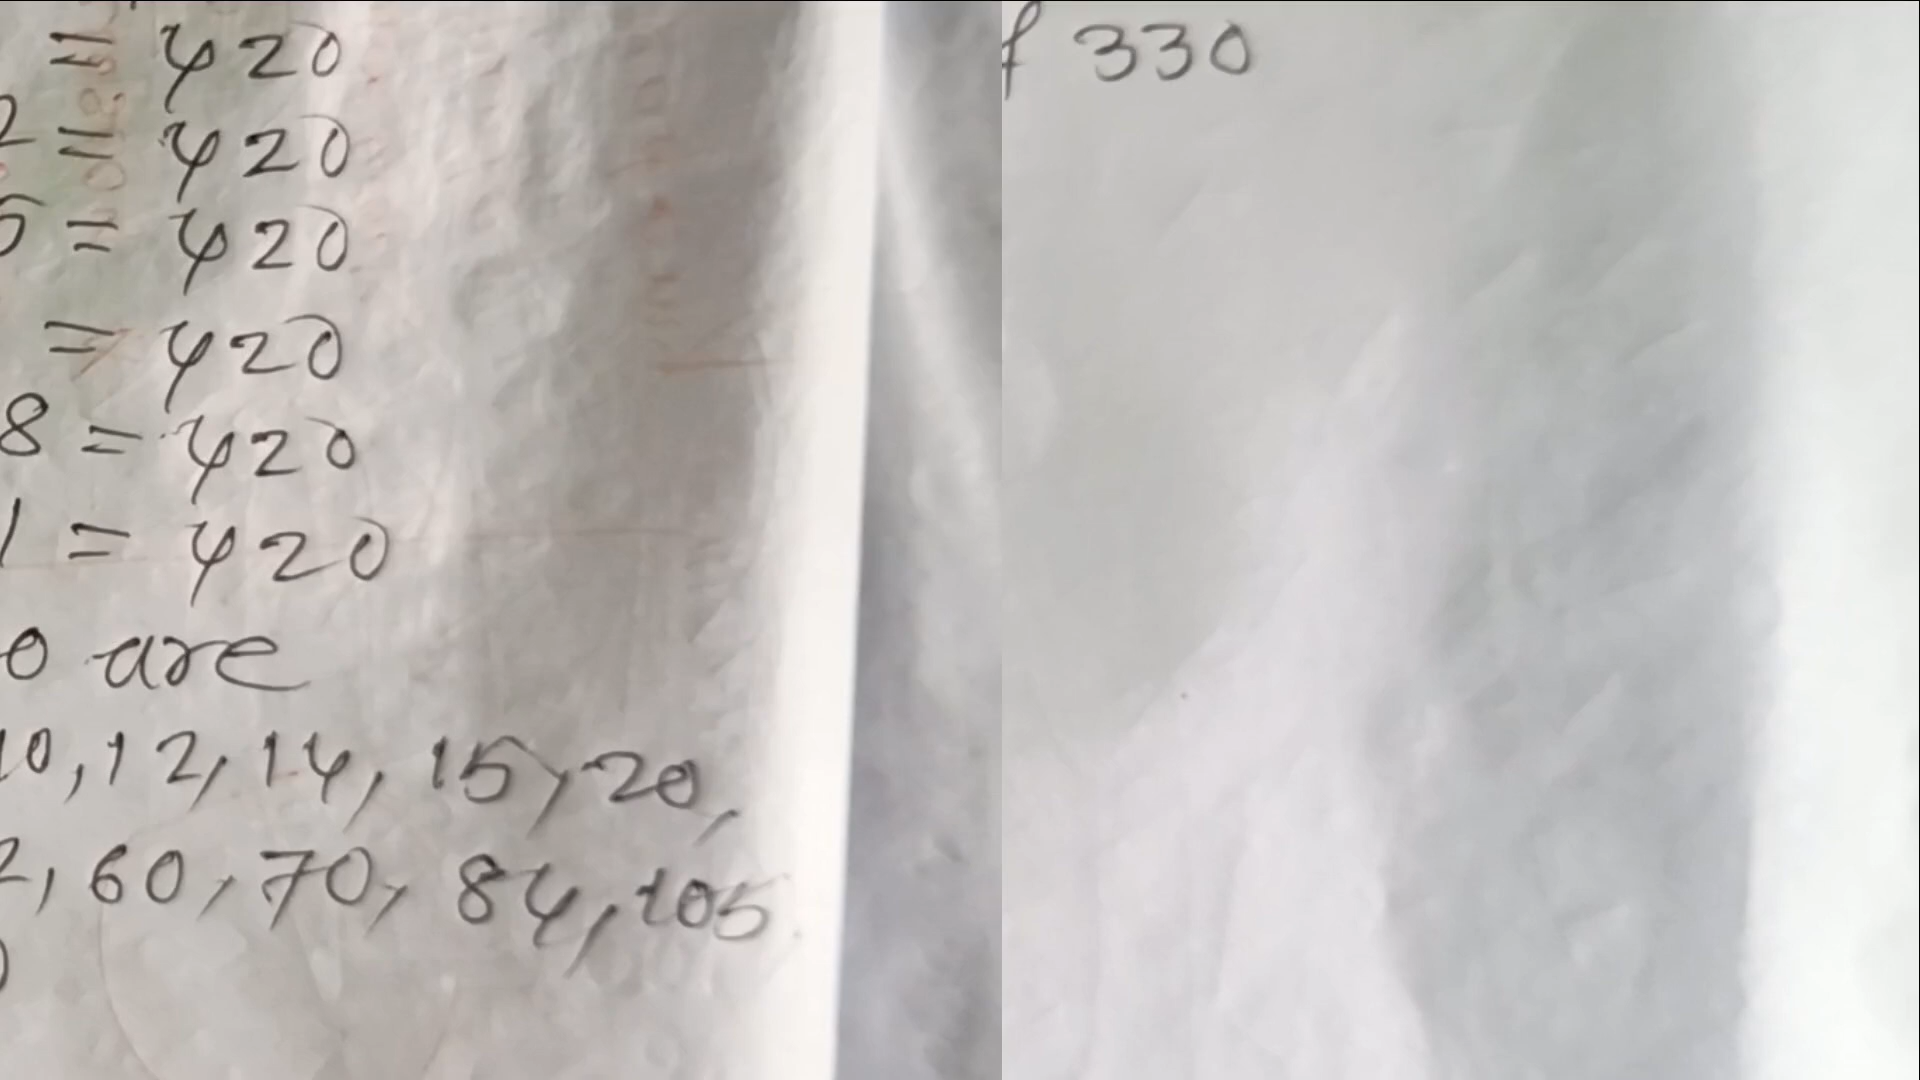 = 420
2 = 420
5 = 420
= 420
8 = 420
1 = 420
0 are
10, 12, 14, 15, 20,
2, 60, 70, 84, 105
f 330